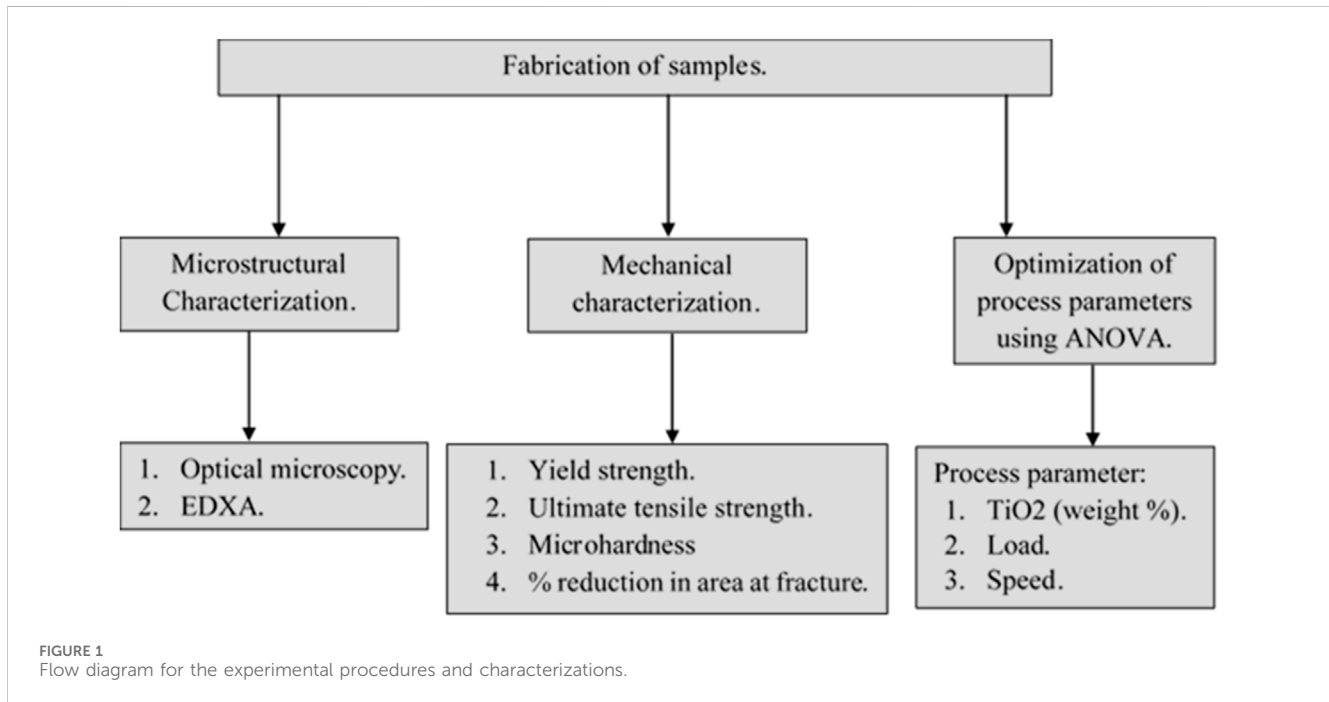 Fabrication of samples.
Microstructural
Characterization.
Mechanical
characterization.
Optimization of
process parameters
using ANOVA.
1. Optical microscopy.
2. EDXA.
1. Yield strength.
2. Ultimate tensile strength.
3. Microhardness
4. % reduction in area at fracture.
Process parameter:
1. TiO2 (weight %).
2. Load.
3. Speed.
FIGURE 1
Flow diagram for the experimental procedures and characterizations.